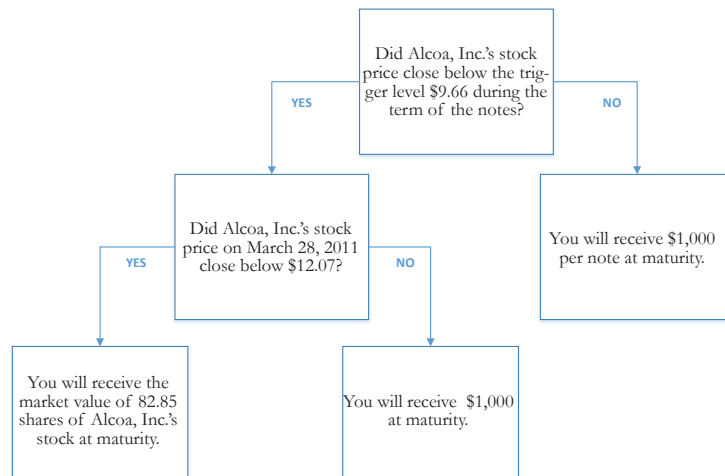 Did Alcoa, Inc.'s stock
price close below the trig-
ger level $9.66 during the
term of the notes?
YES
NO
Did Alcoa, Inc.'s stock
price on March 28, 2011
close below $12.07?
You will receive $1,000
per note at maturity.
YES
NO
You will receive the
market value of 82.85
shares of Alcoa, Inc.'s
stock at maturity.
You will receive $1,000
at maturity.